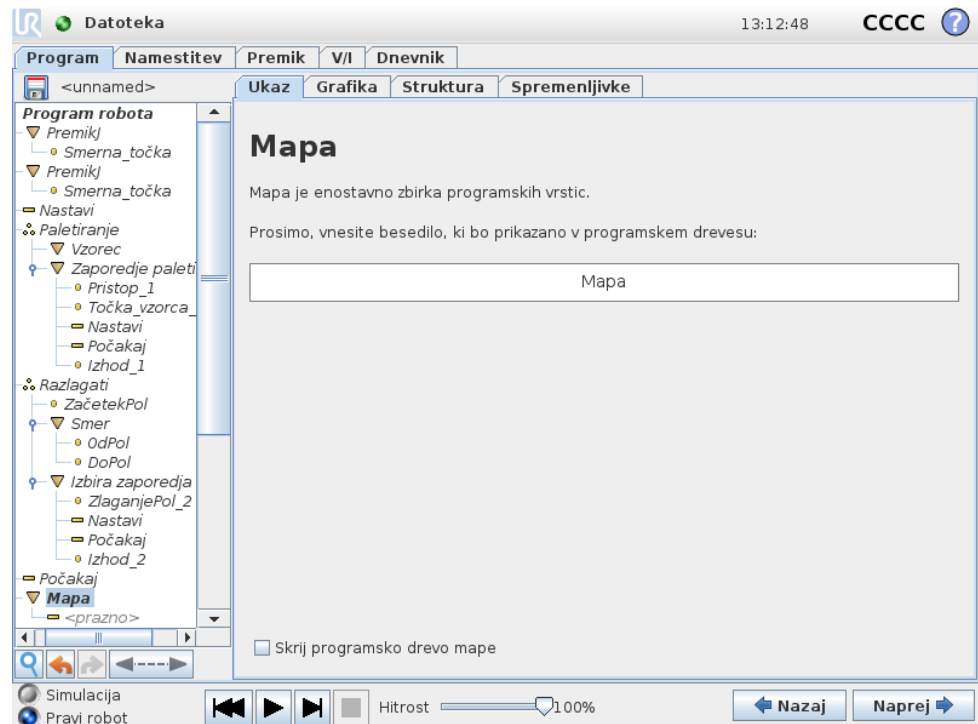 Datoteka 13:12:48 CCCC ?
Program Namestitev Premik V/I Dnevnik
<unnamed>
Ukaz Grafika Struktura Spremenljivke
Program robota
PremikJ
Smerna_točka
PremikJ
Smerna_točka
Nastavi
Paletiranje
Vzorec
Zaporedje paleti
Pristop_1
Točka_vzorca_
Nastavi
Počakaj
Izhod_1
Razlagati
ZačetekPol
Smer
OdPol
DoPol
Izbira zaporedja
ZlaganjePol_2
Nastavi
Počakaj
Izhod_2
Počakaj
Mapa
<prazno>
Mapa
Mapa je enostavno zbirka programskih vrstic.
Prosimo, vnesite besedilo, ki bo prikazano v programskem drevesu:
Mapa
Skrij programsko drevo mape
Simulacija
Pravi robot
Hitrost 100%
Nazaj Naprej